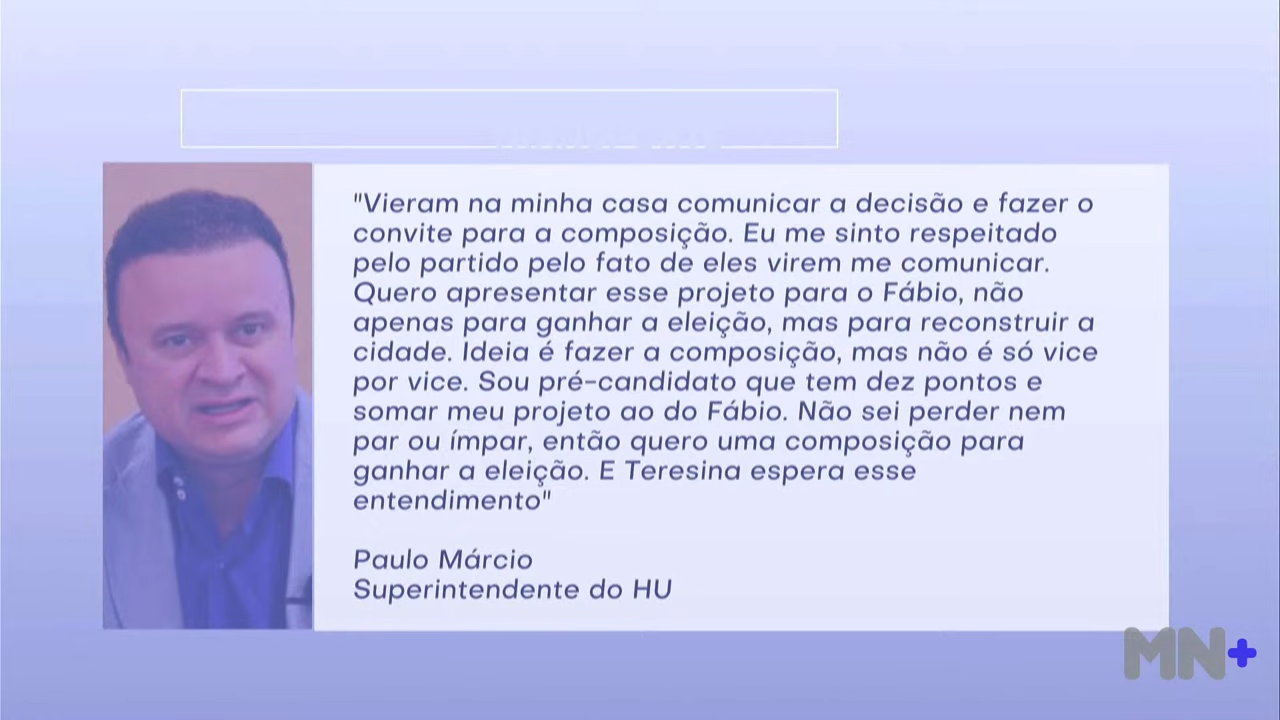 "Vieram na minha casa comunicar a decisão e fazer o
convite para a composição. Eu me sinto respeitado
pelo partido pelo fato de eles virem me comunicar.
Quero apresentar esse projeto para o Fábio, não
apenas para ganhar a eleição, mas para reconstruir a
cidade. Ideia é fazer a composição, mas não é só vice
por vice. Sou pré-candidato que tem dez pontos e
somar meu projeto ao do Fábio. Não sei perder nem
par ou ímpar, então quero uma composição para
ganhar a eleição. E Teresina espera esse
entendimento"
Paulo Márcio
Superintendente do HU
MN+